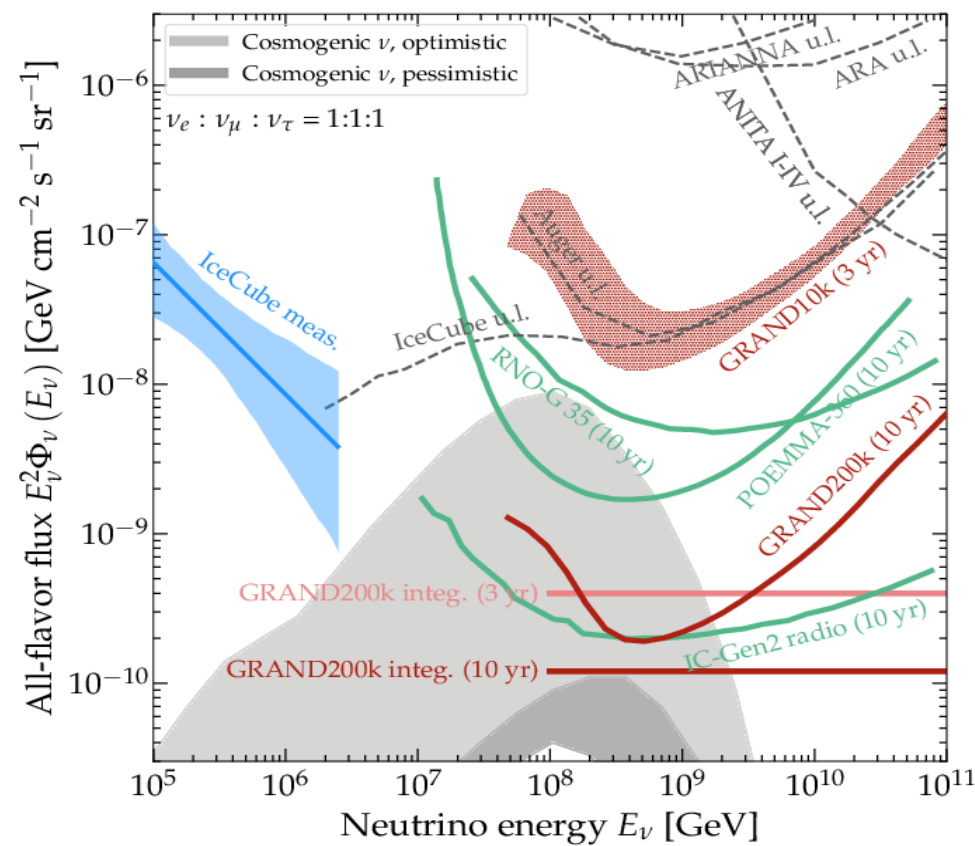 Cosmogenic ν, optimistic
Cosmogenic ν, pessimistic
ν_e : ν_μ : ν_τ = 1:1:1
ARIANNA u.l.
ARA u.l.
ANITA I-IV u.l.
Auger u.l.
IceCube meas.
IceCube u.l.
GRAND10k (3 yr)
RNO-G 35 (10 yr)
POEMMA-360 (10 yr)
GRAND200k (10 yr)
GRAND200k integ. (3 yr)
IC-Gen2 radio (10 yr)
GRAND200k integ. (10 yr)
All-flavor flux E_ν^2Φ_ν (E_ν) [GeV cm^−2 s^−1 sr^−1]
10^−6
10^−7
10^−8
10^−9
10^−10
10^5 10^6 10^7 10^8 10^9 10^10 10^11
Neutrino energy E_ν [GeV]